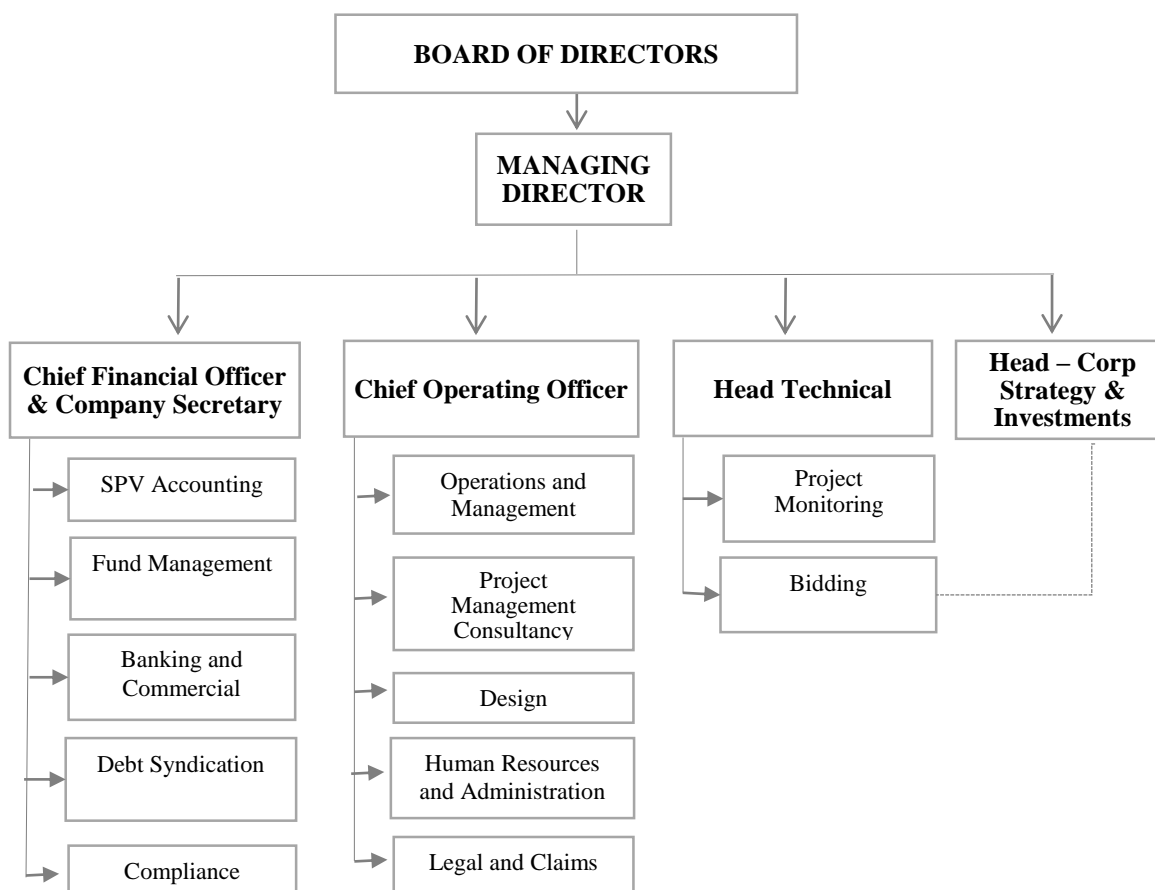 BOARD OF DIRECTORS
MANAGING
DIRECTOR
Chief Financial Officer
& Company Secretary
Chief Operating Officer
Head Technical
Head – Corp
Strategy &
Investments
SPV Accounting
Fund Management
Banking and
Commercial
Debt Syndication
Compliance
Operations and
Management
Project
Management
Consultancy
Design
Human Resources
and Administration
Legal and Claims
Project
Monitoring
Bidding